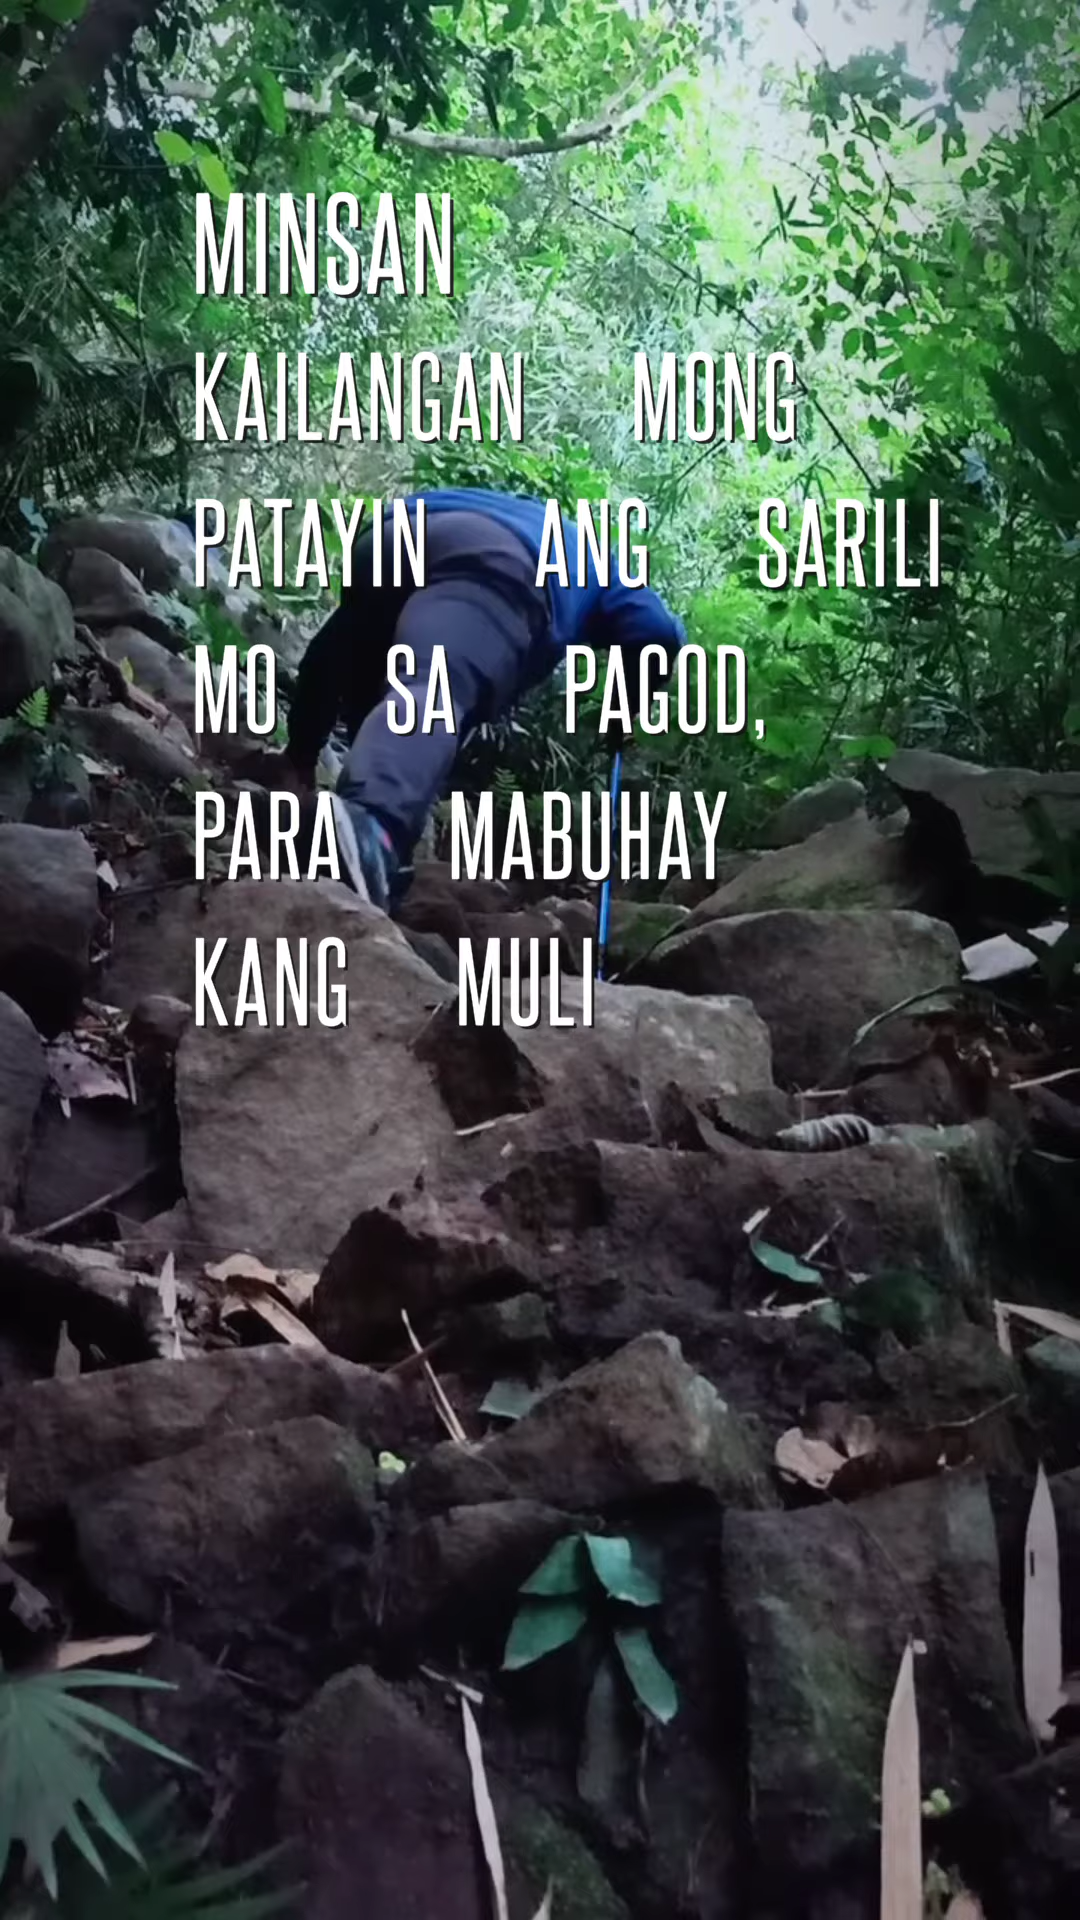 MINSAN
KAILANGAN MONG
PATAYIN ANG SARILI
MO SA PAGOD,
PARA MABUHAY
KANG MULI